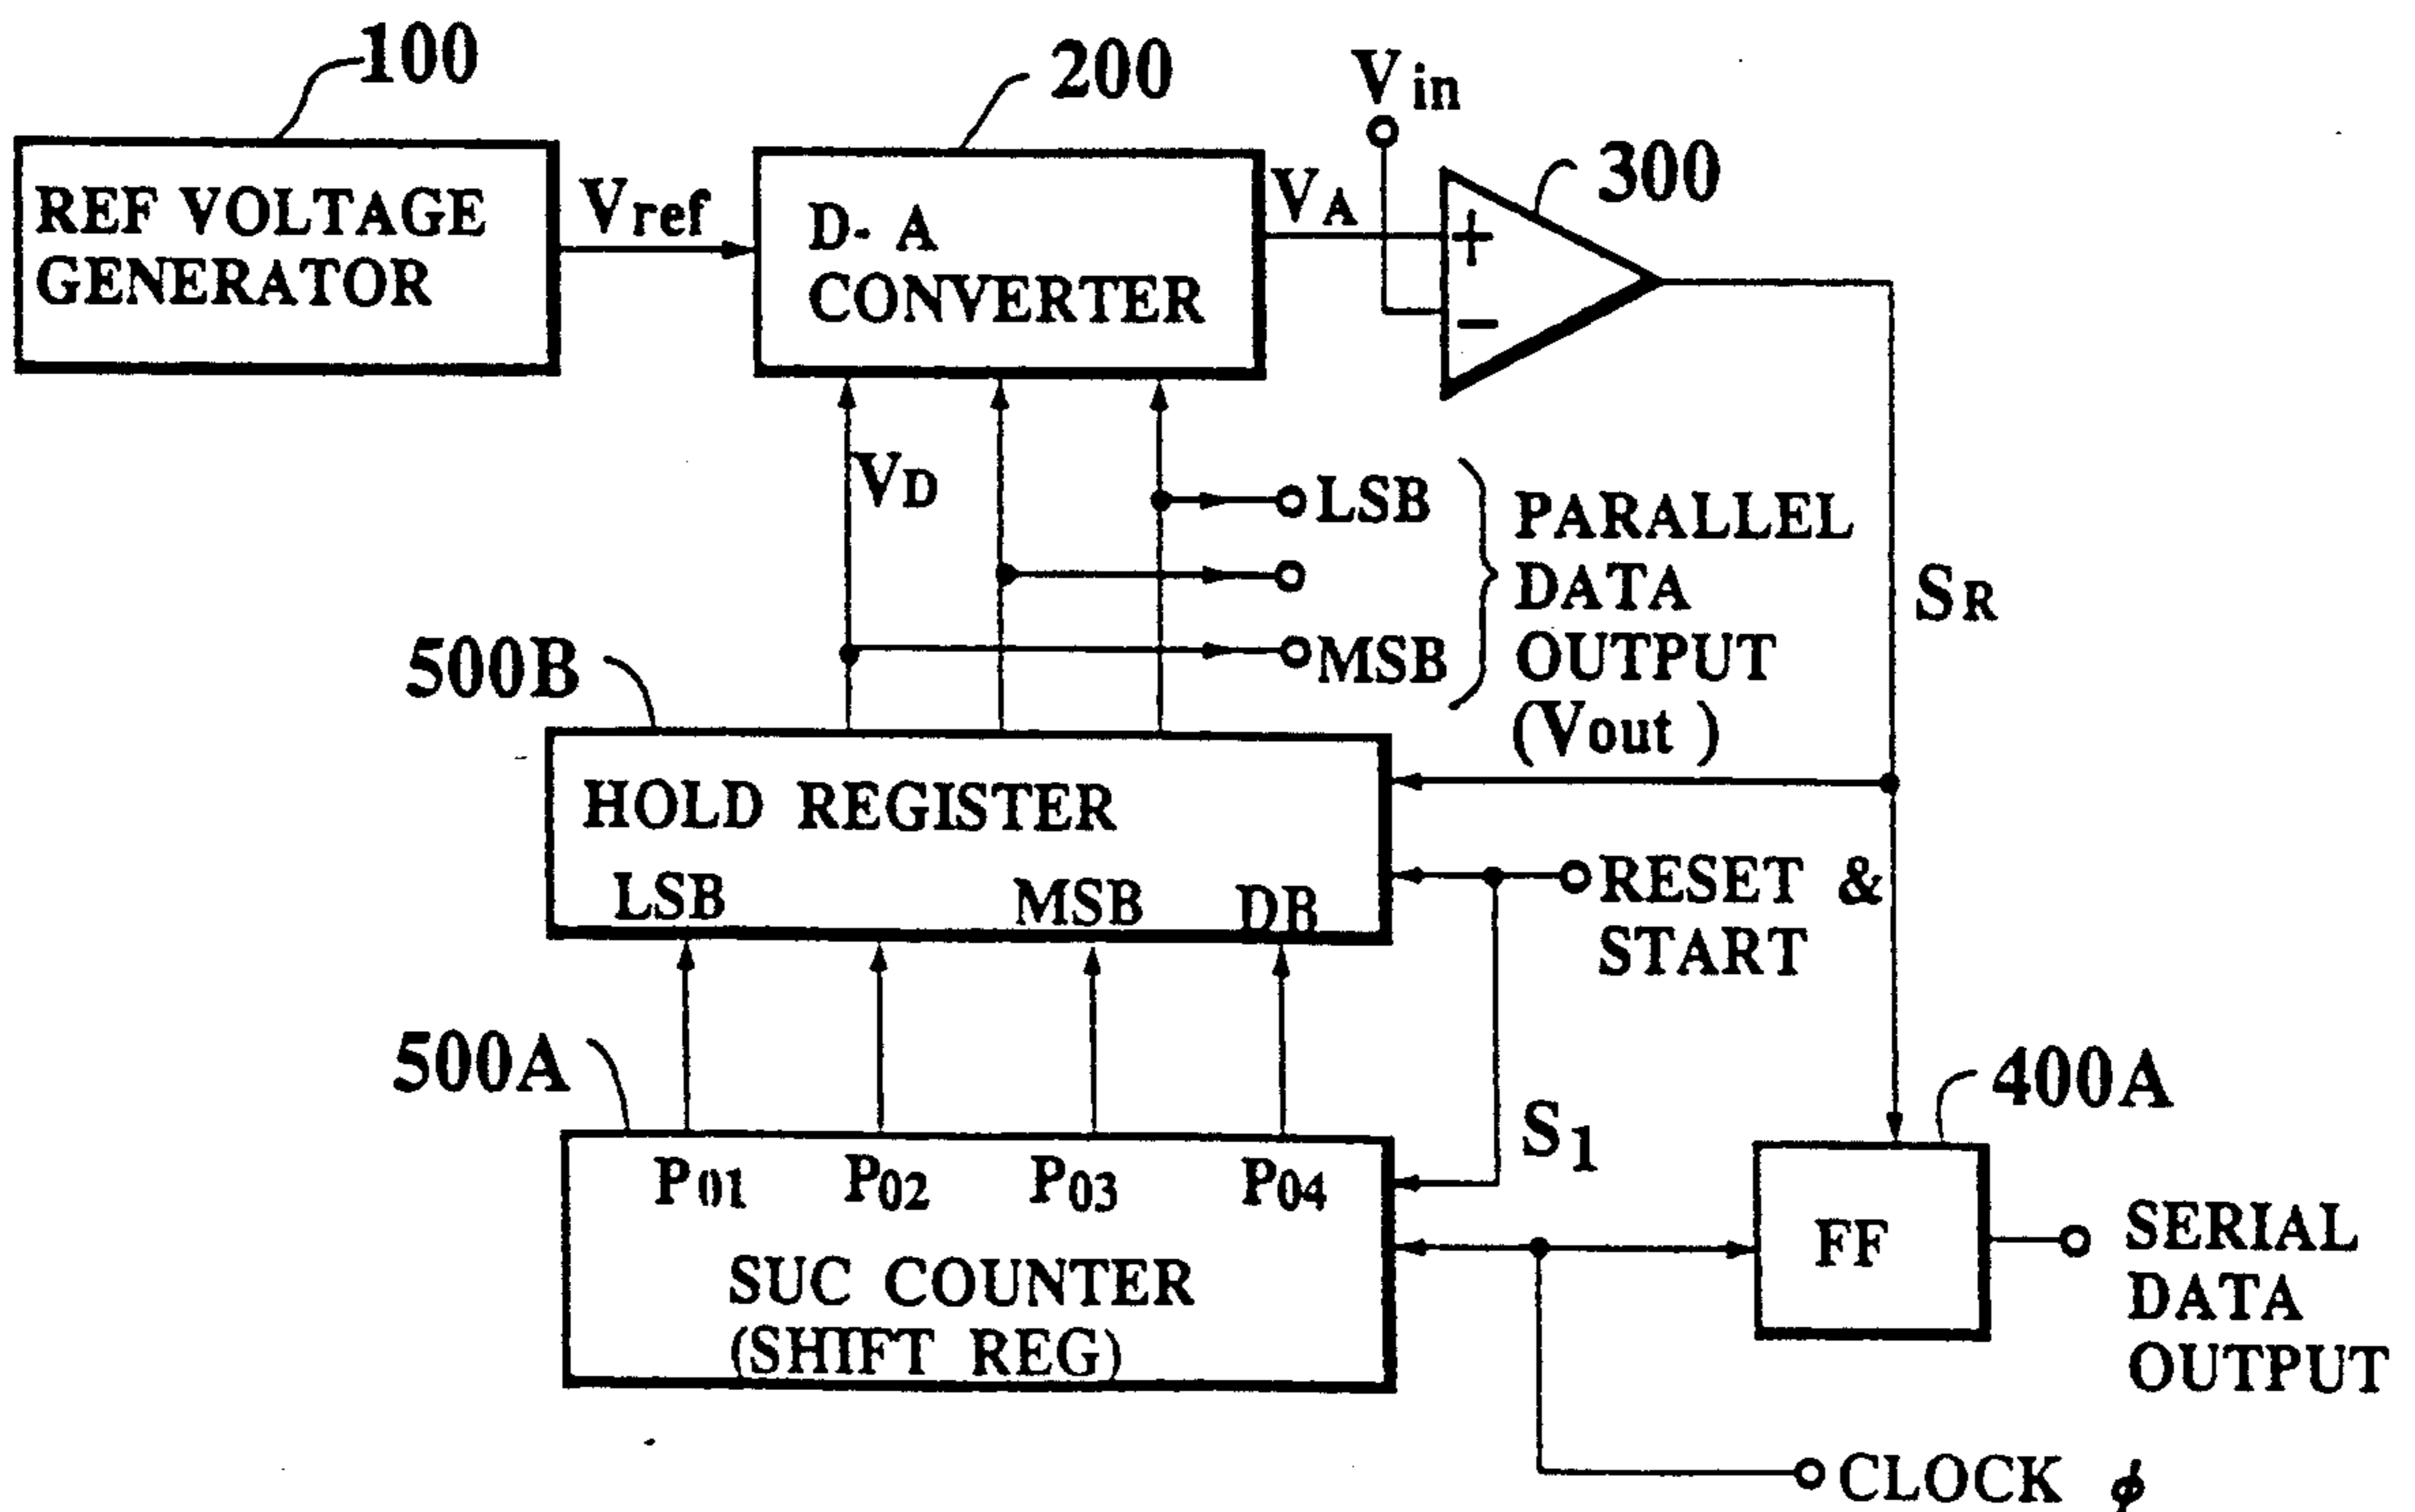 100
200
Vin
300
REF VOLTAGE
GENERATOR
Vref
D- A
CONVERTER
VA
+
−
VD
LSB
MSB
PARALLEL
DATA
OUTPUT
(Vout )
SR
500B
HOLD REGISTER
LSB MSB DB
RESET &
START
500A
S1
400A
P01 P02 P03 P04
SUC COUNTER
(SHIFT REG)
FF
SERIAL
DATA
OUTPUT
CLOCK ϕ